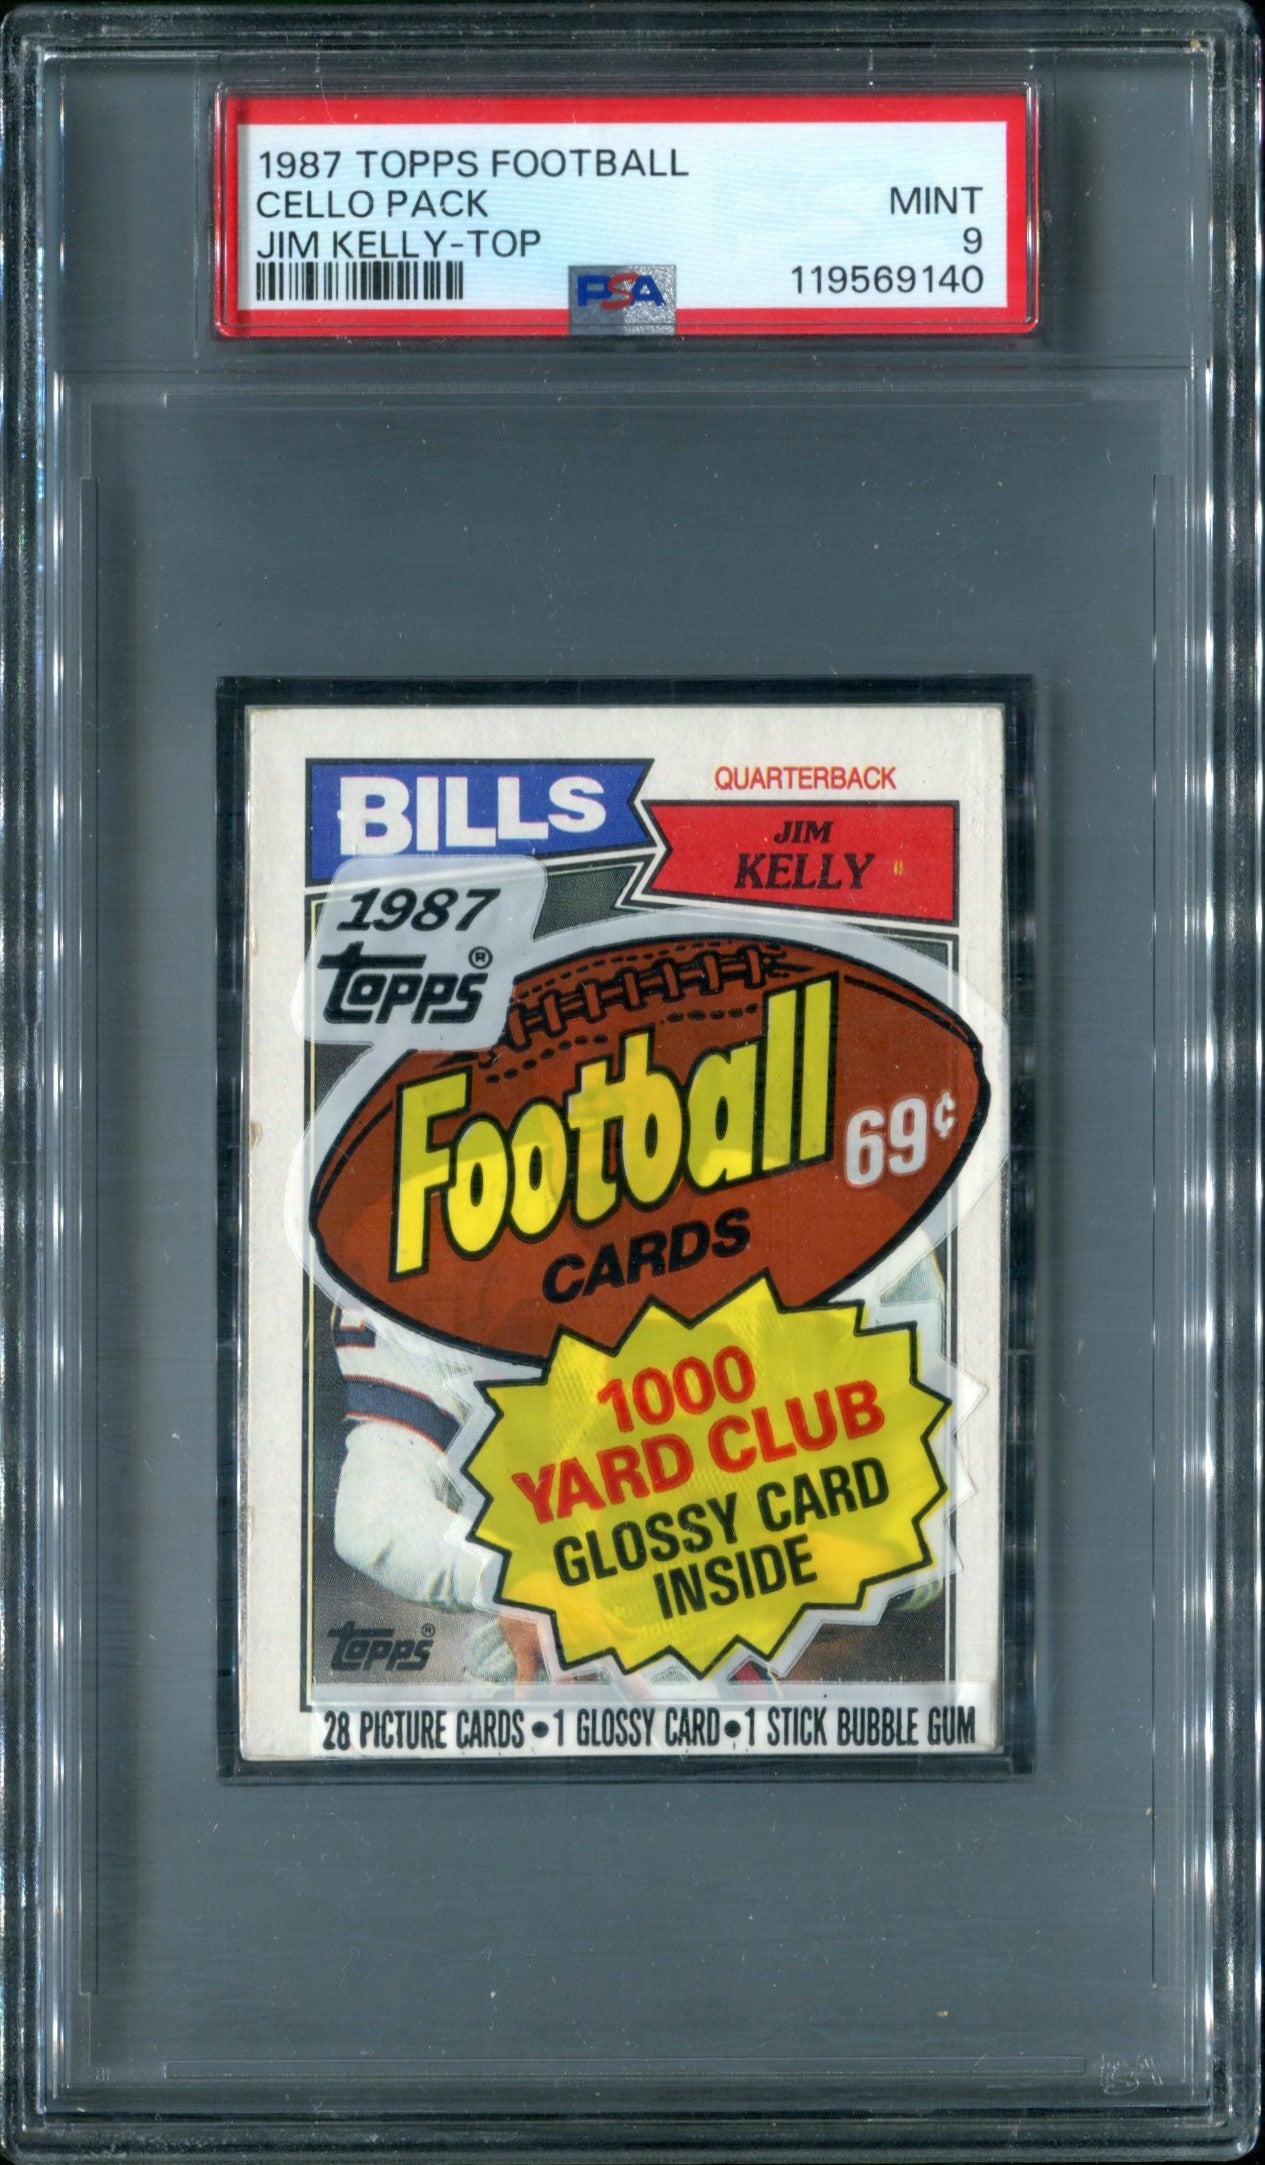 1987 TOPPS FOOTBALL
CELLO PACK
MINT
JIM KELLY-TOP
9
119569140
PSA
BILLS
QUARTERBACK
JIM
KELLY
1987
topps®
Football
69¢
CARDS
1000
YARD CLUB
GLOSSY CARD
INSIDE
topps®
28 PICTURE CARDS • 1 GLOSSY CARD • 1 STICK BUBBLE GUM